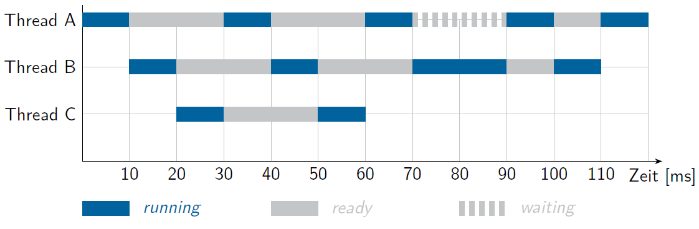 Thread A
Thread B
Thread C
10 20 30 40 50 60 70 80 90 100 110 Zeit [ms]
running ready waiting